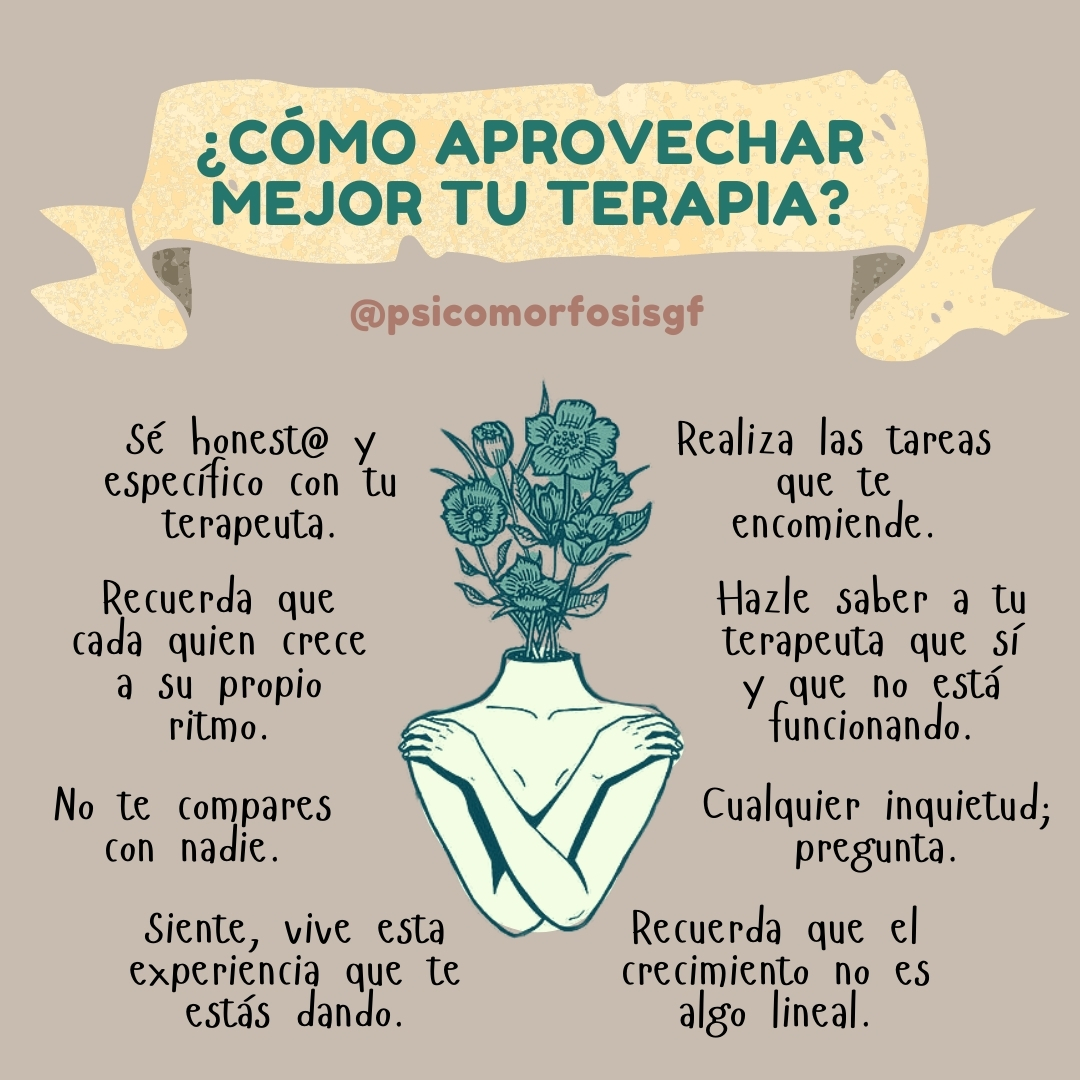 ¿CÓMO APROVECHAR
MEJOR TU TERAPIA?
@psicomorfosisgf
Sé honest@ y
específico con tu
terapeuta.
Recuerda que
cada quien crece
a su propio
ritmo.
No te compares
con nadie.
Siente, vive esta
experiencia que te
estás dando.
Realiza las tareas
que te
encomiende.
Hazle saber a tu
terapeuta que sí
y que no está
funcionando.
Cualquier inquietud;
pregunta.
Recuerda que el
crecimiento no es
algo lineal.